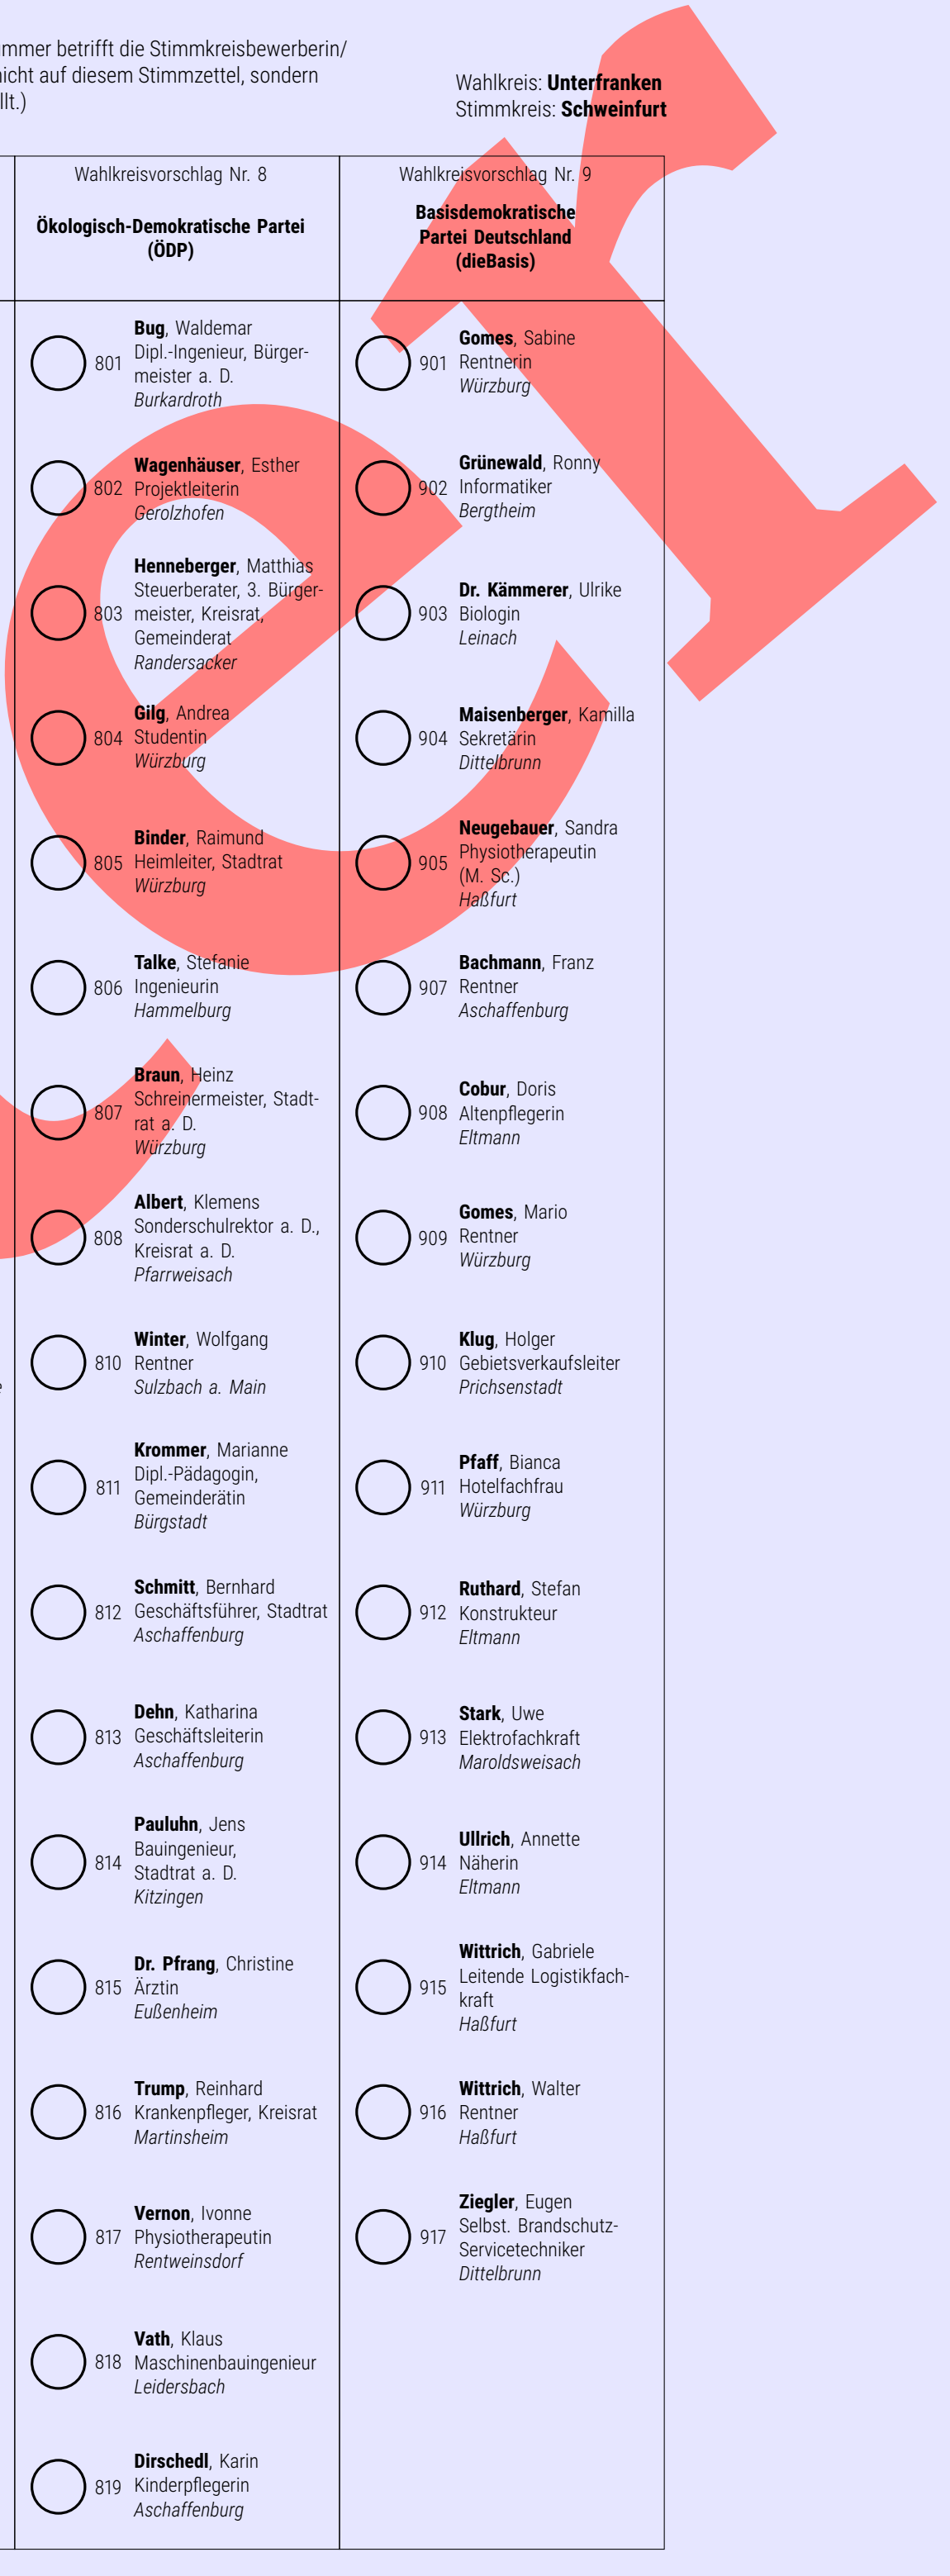 ummer betrifft die Stimmkreisbewerberin/
nicht auf diesem Stimmzettel, sondern
llt.)
Wahlkreis: Unterfranken
Stimmkreis: Schweinfurt
Wahlkreisvorschlag Nr. 8
Ökologisch-Demokratische Partei
(ÖDP)
801
Bug, Waldemar
Dipl.-Ingenieur, Bürger-
meister a. D.
Burkardroth
802
Wagenhäuser, Esther
Projektleiterin
Gerolzhofen
803
Henneberger, Matthias
Steuerberater, 3. Bürger-
meister, Kreisrat,
Gemeinderat
Randersacker
804
Gilg, Andrea
Studentin
Würzburg
805
Binder, Raimund
Heimleiter, Stadtrat
Würzburg
806
Talke, Stefanie
Ingenieurin
Hammelburg
807
Braun, Heinz
Schreinermeister, Stadt-
rat a. D.
Würzburg
808
Albert, Klemens
Sonderschulrektor a. D.,
Kreisrat a. D.
Pfarrweisach
810
Winter, Wolfgang
Rentner
Sulzbach a. Main
811
Krommer, Marianne
Dipl.-Pädagogin,
Gemeinderätin
Bürgstadt
812
Schmitt, Bernhard
Geschäftsführer, Stadtrat
Aschaffenburg
813
Dehn, Katharina
Geschäftsleiterin
Aschaffenburg
814
Pauluhn, Jens
Bauingenieur,
Stadtrat a. D.
Kitzingen
815
Dr. Pfrang, Christine
Ärztin
Eußenheim
816
Trump, Reinhard
Krankenpfleger, Kreisrat
Martinsheim
817
Vernon, Ivonne
Physiotherapeutin
Rentweinsdorf
818
Vath, Klaus
Maschinenbauingenieur
Leidersbach
819
Dirschedl, Karin
Kinderpflegerin
Aschaffenburg
Wahlkreisvorschlag Nr. 9
Basisdemokratische
Partei Deutschland
(dieBasis)
901
Gomes, Sabine
Rentnerin
Würzburg
902
Grünewald, Ronny
Informatiker
Bergtheim
903
Dr. Kämmerer, Ulrike
Biologin
Leinach
904
Maisenberger, Kamilla
Sekretärin
Dittelbrunn
905
Neugebauer, Sandra
Physiotherapeutin
(M. Sc.)
Haßfurt
907
Bachmann, Franz
Rentner
Aschaffenburg
908
Cobur, Doris
Altenpflegerin
Eltmann
909
Gomes, Mario
Rentner
Würzburg
910
Klug, Holger
Gebietsverkaufsleiter
Prichsenstadt
911
Pfaff, Bianca
Hotelfachfrau
Würzburg
912
Ruthard, Stefan
Konstrukteur
Eltmann
913
Stark, Uwe
Elektrofachkraft
Maroldsweisach
914
Ullrich, Annette
Näherin
Eltmann
915
Wittrich, Gabriele
Leitende Logistikfach-
kraft
Haßfurt
916
Wittrich, Walter
Rentner
Haßfurt
917
Ziegler, Eugen
Selbst. Brandschutz-
Servicetechniker
Dittelbrunn
er